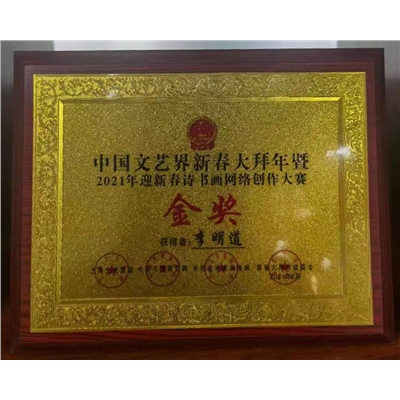 中国文艺界新春大拜年暨
2021年迎新春诗书画网络创作大赛
金奖
获得者：李明道